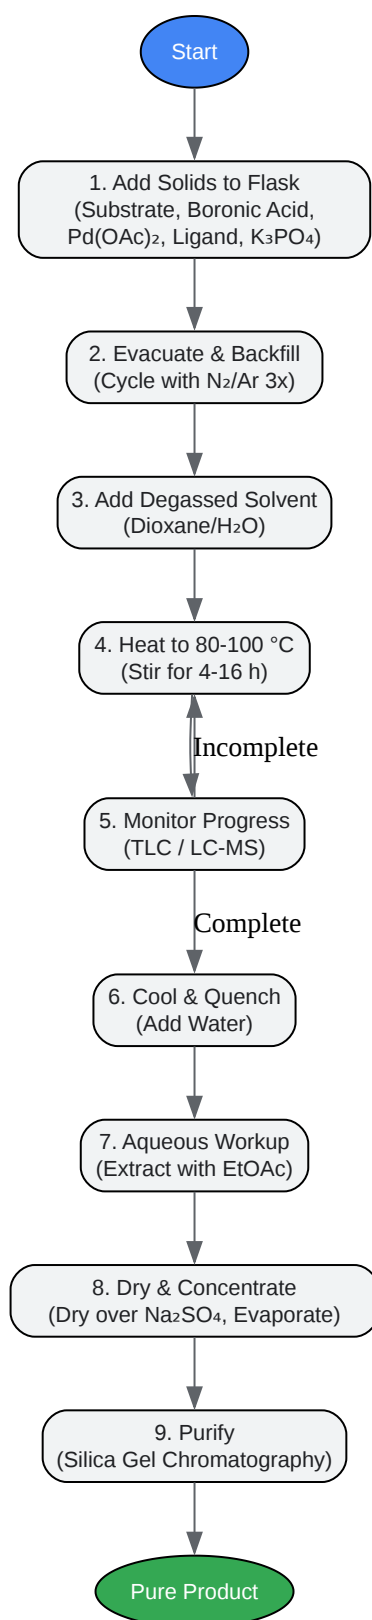 Start
1. Add Solids to Flask
(Substrate, Boronic Acid,
Pd(OAc)₂, Ligand, K₃PO₄)
2. Evacuate & Backfill
(Cycle with N₂/Ar 3x)
3. Add Degassed Solvent
(Dioxane/H₂O)
4. Heat to 80-100 °C
(Stir for 4-16 h)
Incomplete
5. Monitor Progress
(TLC / LC-MS)
Complete
6. Cool & Quench
(Add Water)
7. Aqueous Workup
(Extract with EtOAc)
8. Dry & Concentrate
(Dry over Na₂SO₄, Evaporate)
9. Purify
(Silica Gel Chromatography)
Pure Product